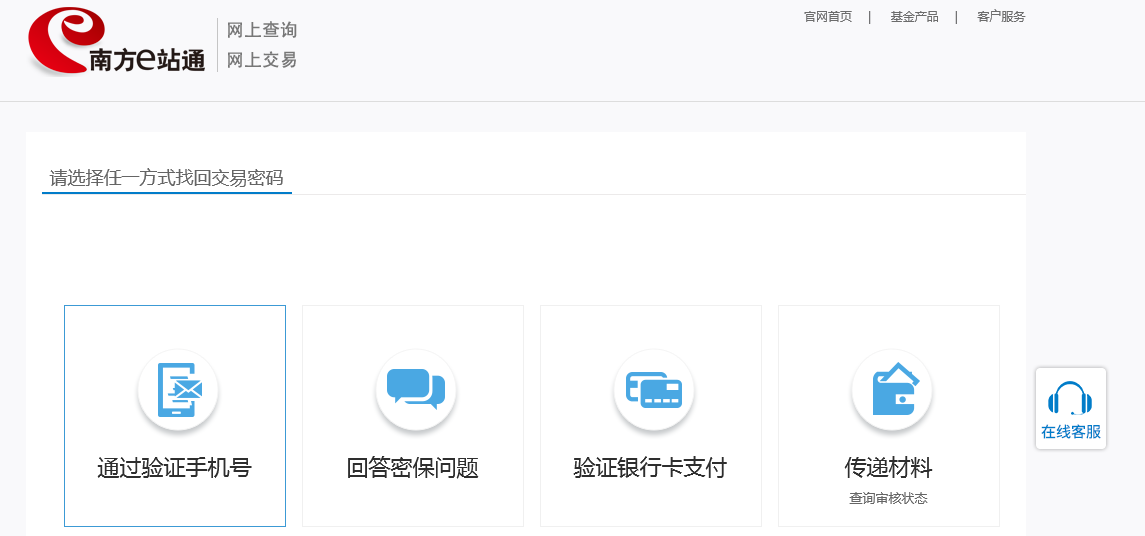 官网首页 | 基金产品 | 客户服务
南方e站通
网上查询
网上交易
请选择任一方式找回交易密码
通过验证手机号
回答密保问题
验证银行卡支付
传递材料
查询审核状态
在线客服